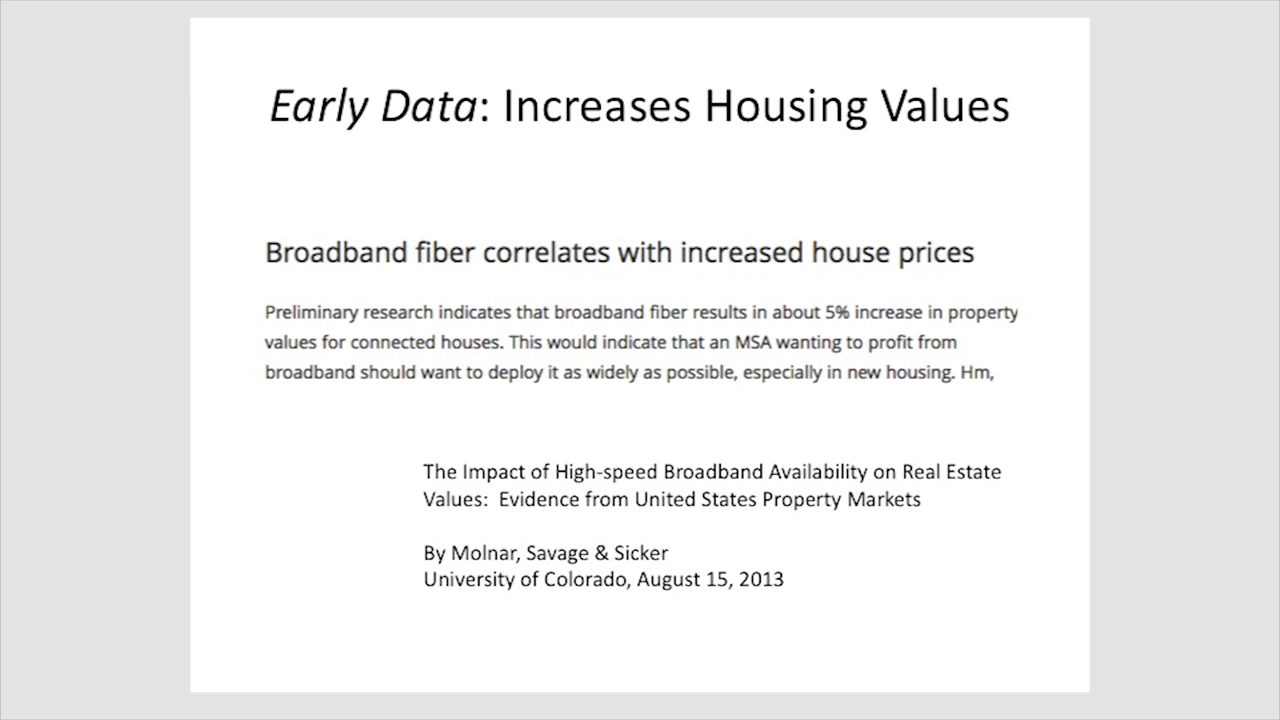 Early Data: Increases Housing Values
Broadband fiber correlates with increased house prices
Preliminary research indicates that broadband fiber results in about 5% increase in property
values for connected houses. This would indicate that an MSA wanting to profit from
broadband should want to deploy it as widely as possible, especially in new housing. Hm,
The Impact of High-speed Broadband Availability on Real Estate
Values:  Evidence from United States Property Markets
By Molnar, Savage & Sicker
University of Colorado, August 15, 2013